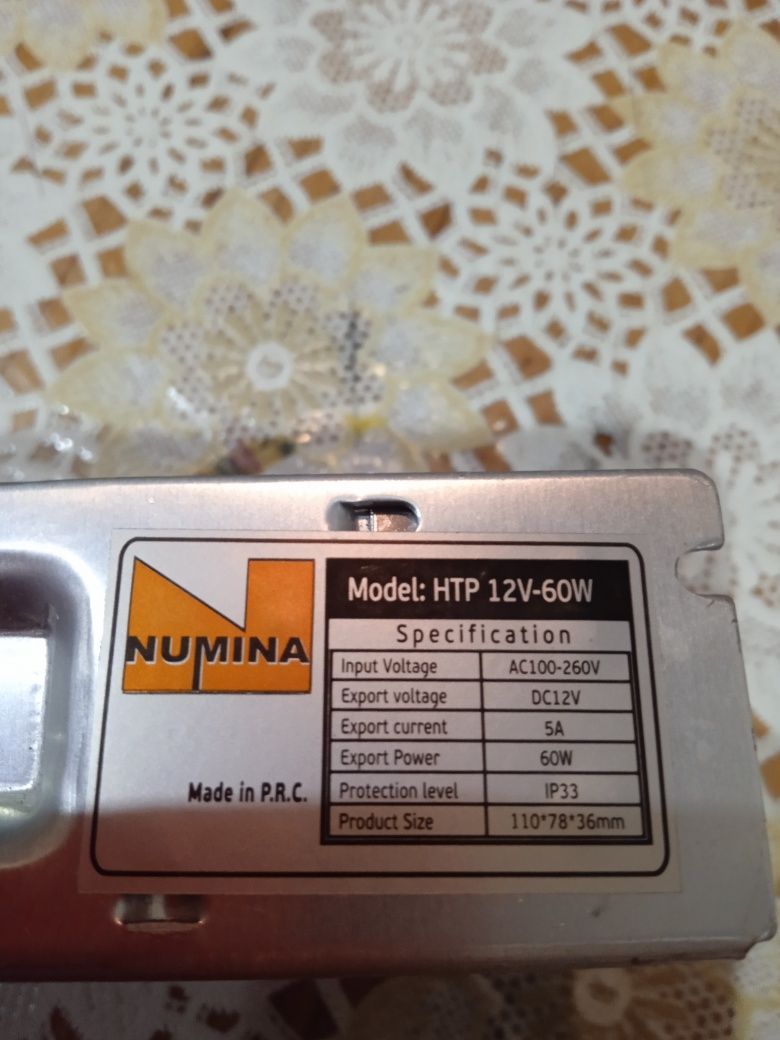 NUMINA
Made in P.R.C.
Model: HTP 12V-60W
Specification
Input Voltage AC100-260V
Export voltage DC12V
Export current 5A
Export Power 60W
Protection level IP33
Product Size 110*78*36mm